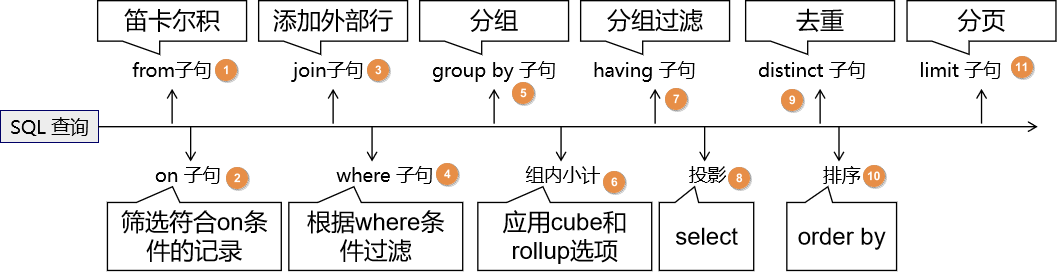 笛卡尔积
添加外部行
分组
分组过滤
去重
分页
from子句 1
join子句 3
group by 子句 5
having 子句 7
distinct 子句 9
limit 子句 11
SQL 查询
on 子句 2
where 子句 4
组内小计 6
投影 8
排序 10
筛选符合on条
件的记录
根据where条
件过滤
应用cube和
rollup选项
select
order by